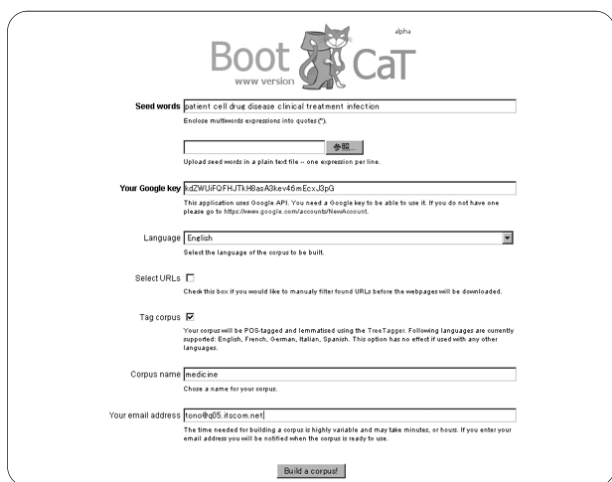 alpha
Boot CaT
www version
Seed words patient cell drug disease clinical treatment infection
Enclose multiwords expressions into quotes (").
参照...
Upload seed words in a plain text file -- one expression per line.
Your Google key kdZWUiFQFHJTkH8asA3kev46mEcxJ3pG
This application uses Google API. You need a Google key to be able to use it. If you do not have one
please go to https://www.google.com/accounts/NewAccount.
Language English
Select the language of the corpus to be built.
Select URLs
Check this box if you would like to manualy filter found URLs before the webpages will be downloaded.
Tag corpus
Your corpus will be POS-tagged and lemmatised using the TreeTagger. Following languages are currently
supported: English, French, German, Italian, Spanish. This option has no effect if used with any other
languages.
Corpus name medicine
Chose a name for your corpus.
Your email address tono@q05.itscom.net
The time needed for building a corpus is highly variable and may take minutes, or hours. If you enter your
email address you will be notified when the corpus is ready to use.
Build a corpus!